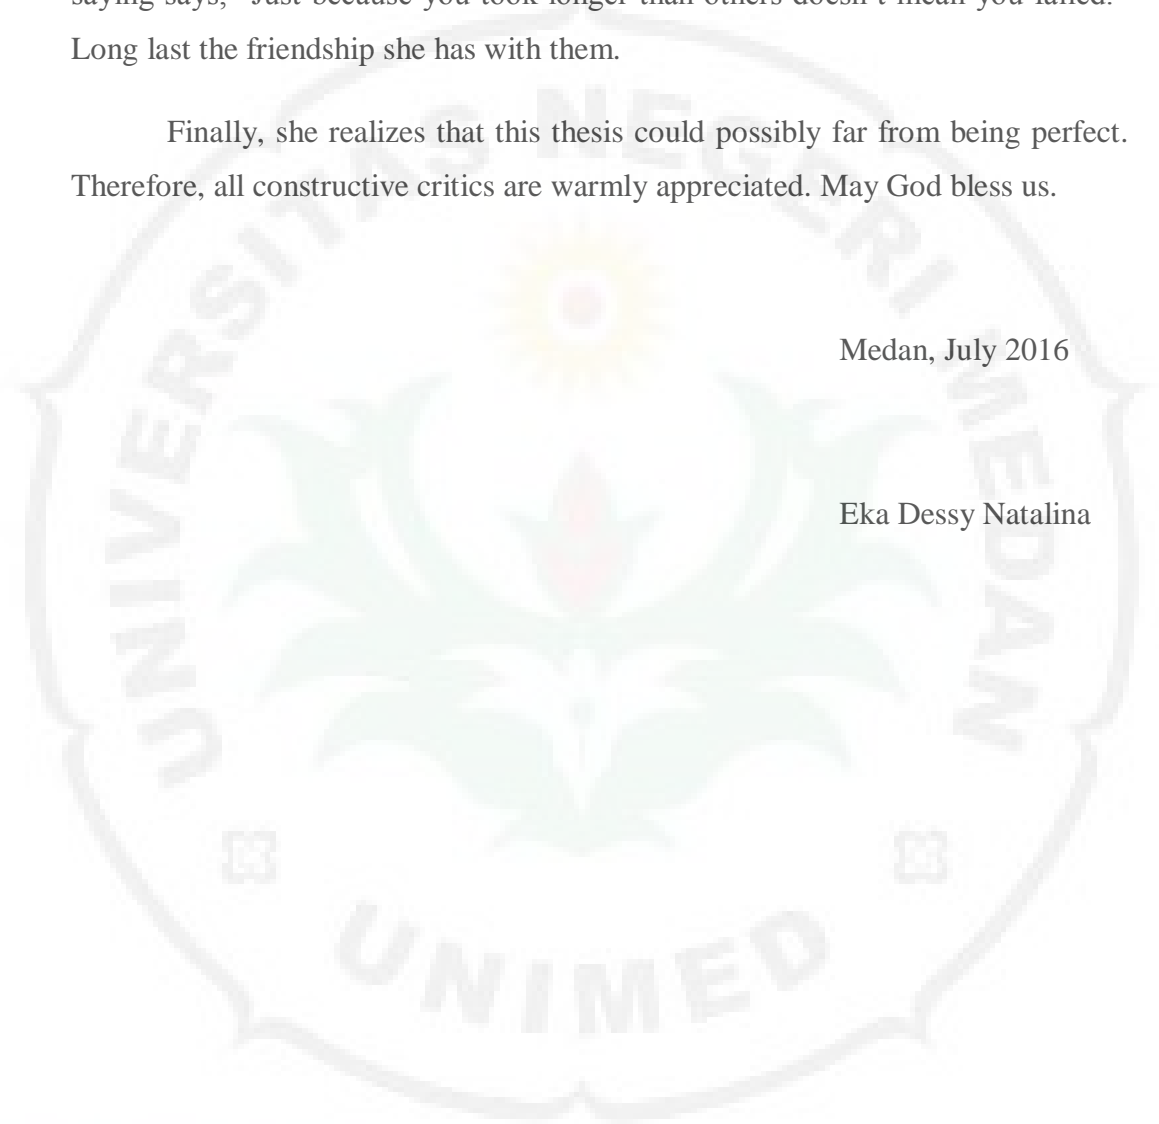 saying says, "Just because you took longer than others doesn't mean you failed."
Long last the friendship she has with them.
Finally, she realizes that this thesis could possibly far from being perfect.
Therefore, all constructive critics are warmly appreciated. May God bless us.
Medan, July 2016
Eka Dessy Natalina
UNIVERSITAS NEGERI MEDAN
UNIMED